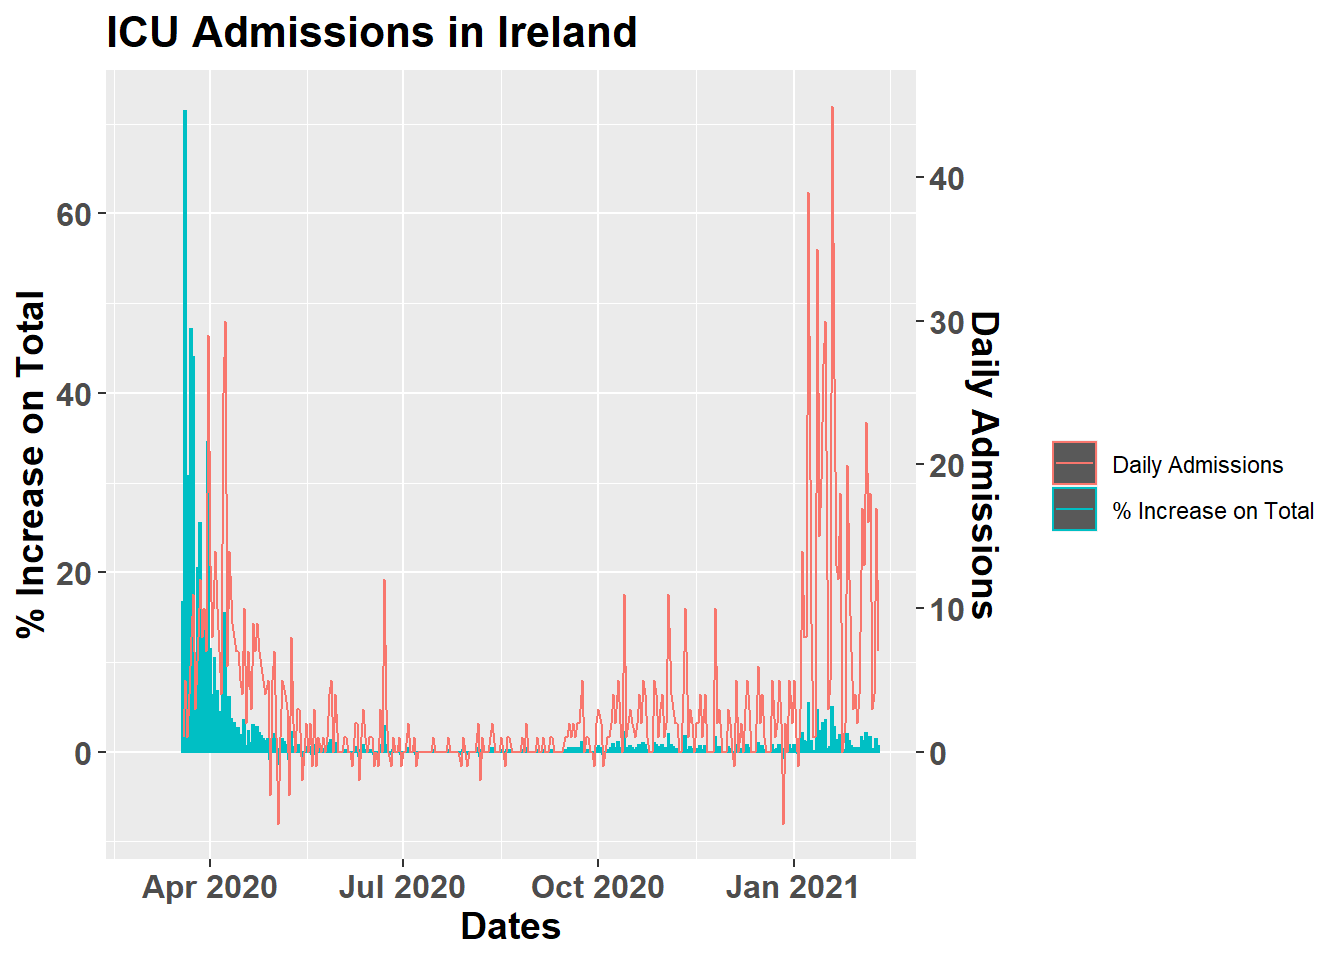 ICU Admissions in Ireland
% Increase on Total
60
40
20
0
40
30
20
10
0
Daily Admissions
Apr 2020
Jul 2020
Oct 2020
Jan 2021
Dates
Daily Admissions
% Increase on Total